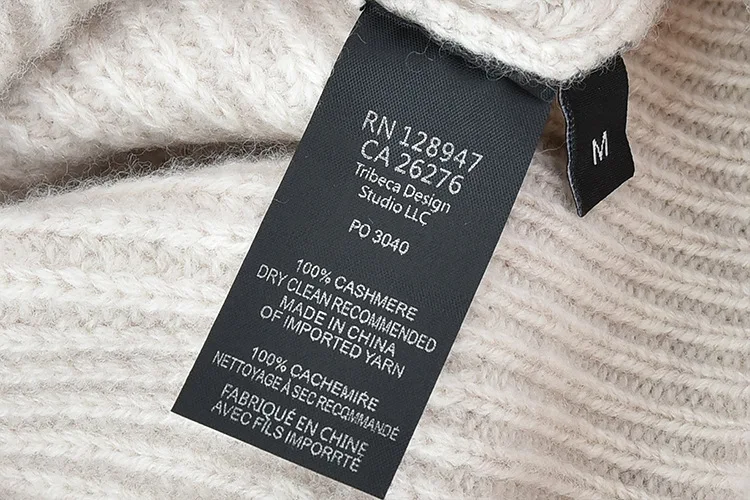 RN 128947
CA 26276
Tribeca Design
Studio LLC
PO 3040
100% CASHMERE
DRY CLEAN RECOMMENDED
MADE IN CHINA
OF IMPORTED YARN
100% CACHEMIRE
NETTOYAGE À SEC RECOMMANDÉ
FABRIQUÉ EN CHINE
AVEC FILS IMPORRTÉ
M